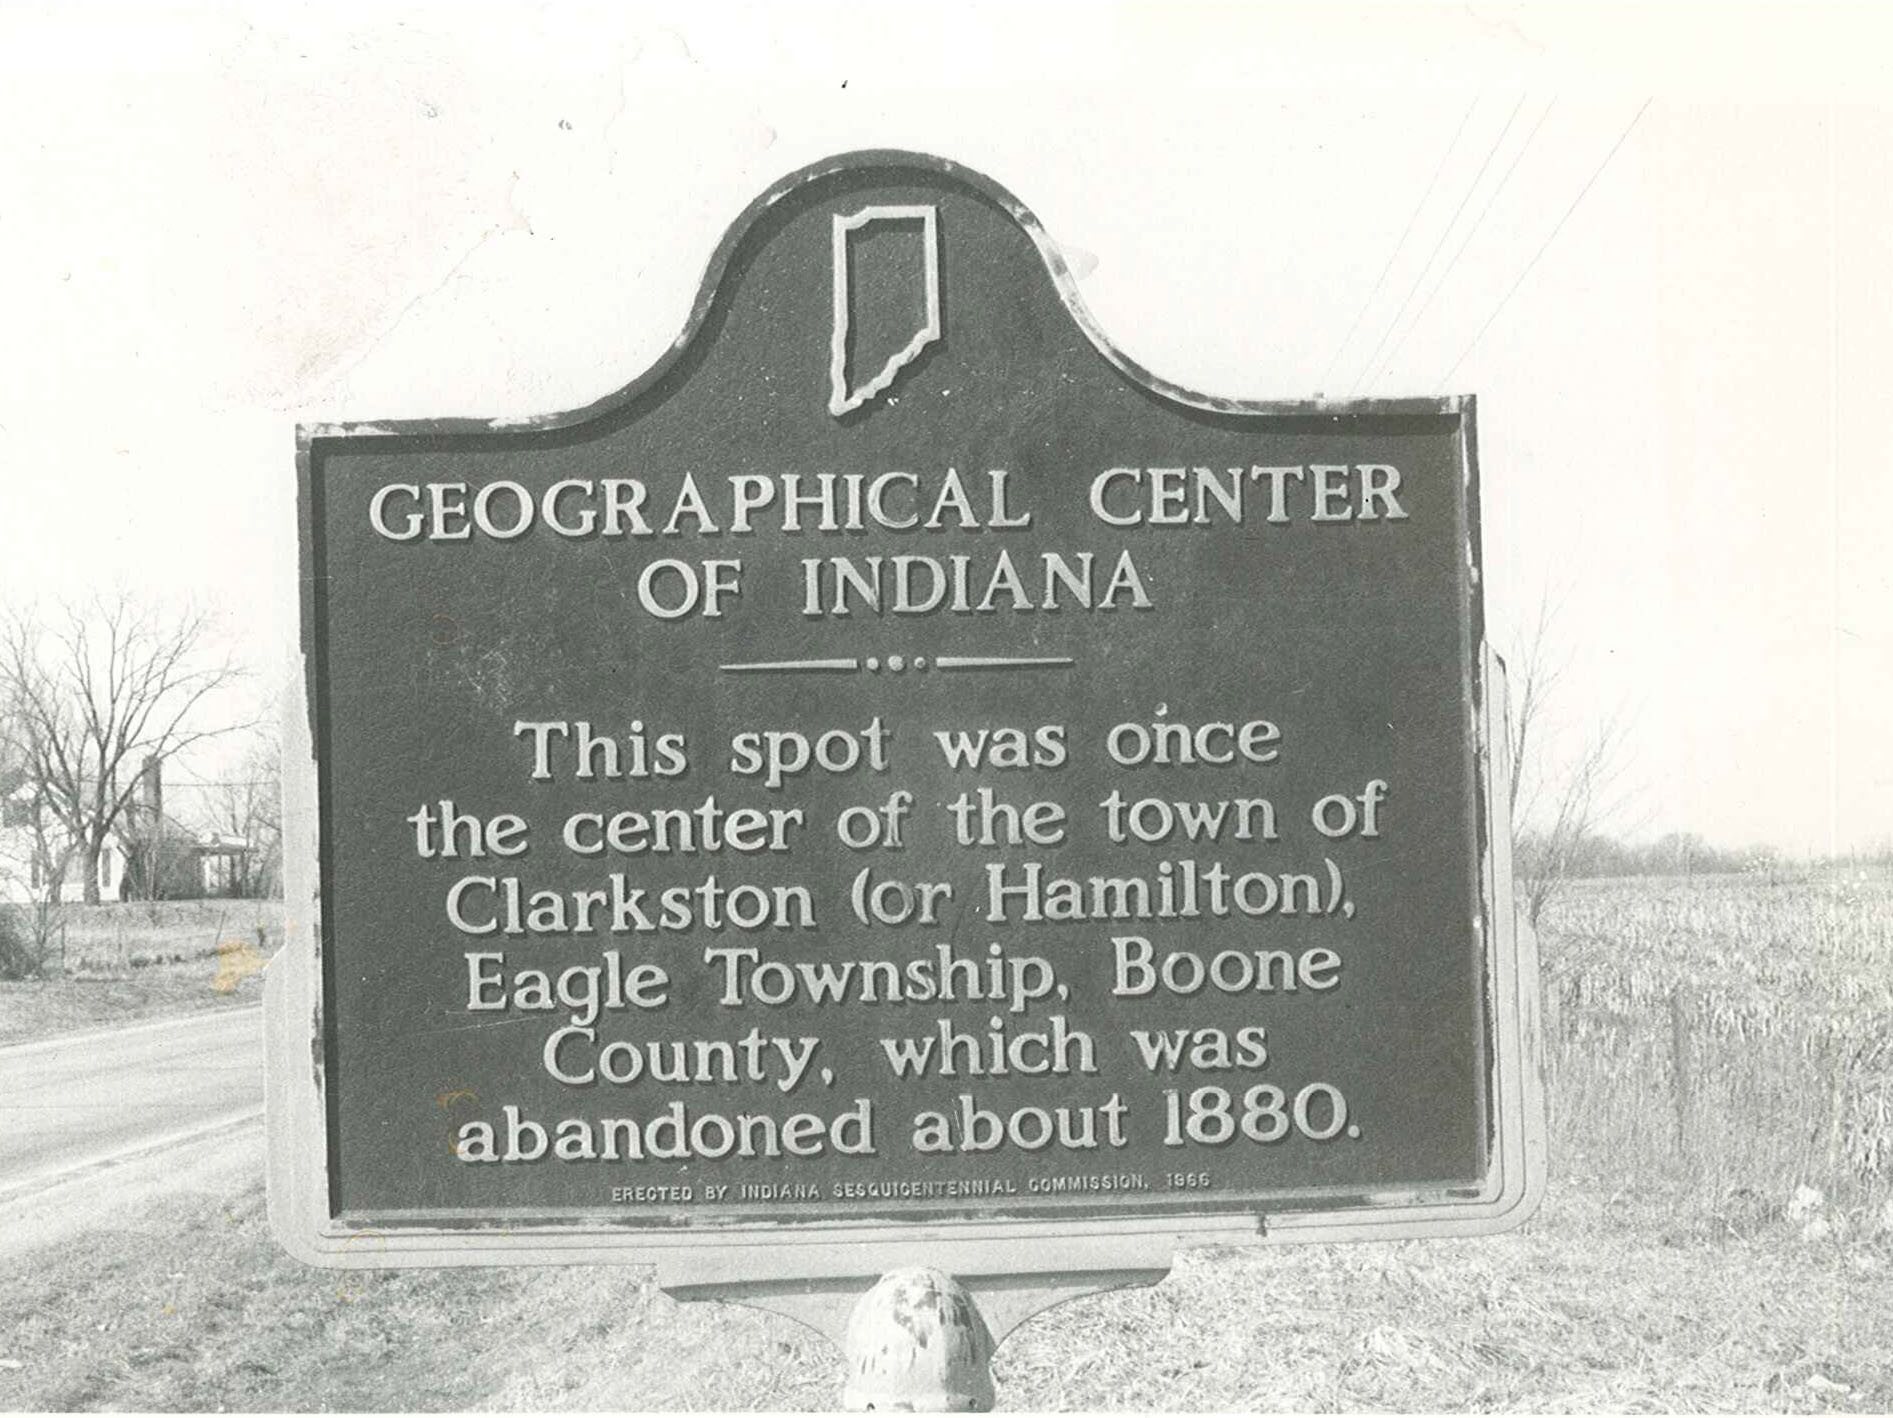 GEOGRAPHICAL CENTER
OF INDIANA
This spot was once
the center of the town of
Clarkston (or Hamilton),
Eagle Township, Boone
County, which was
abandoned about 1880.
ERECTED BY INDIANA SESQUICENTENNIAL COMMISSION, 1966